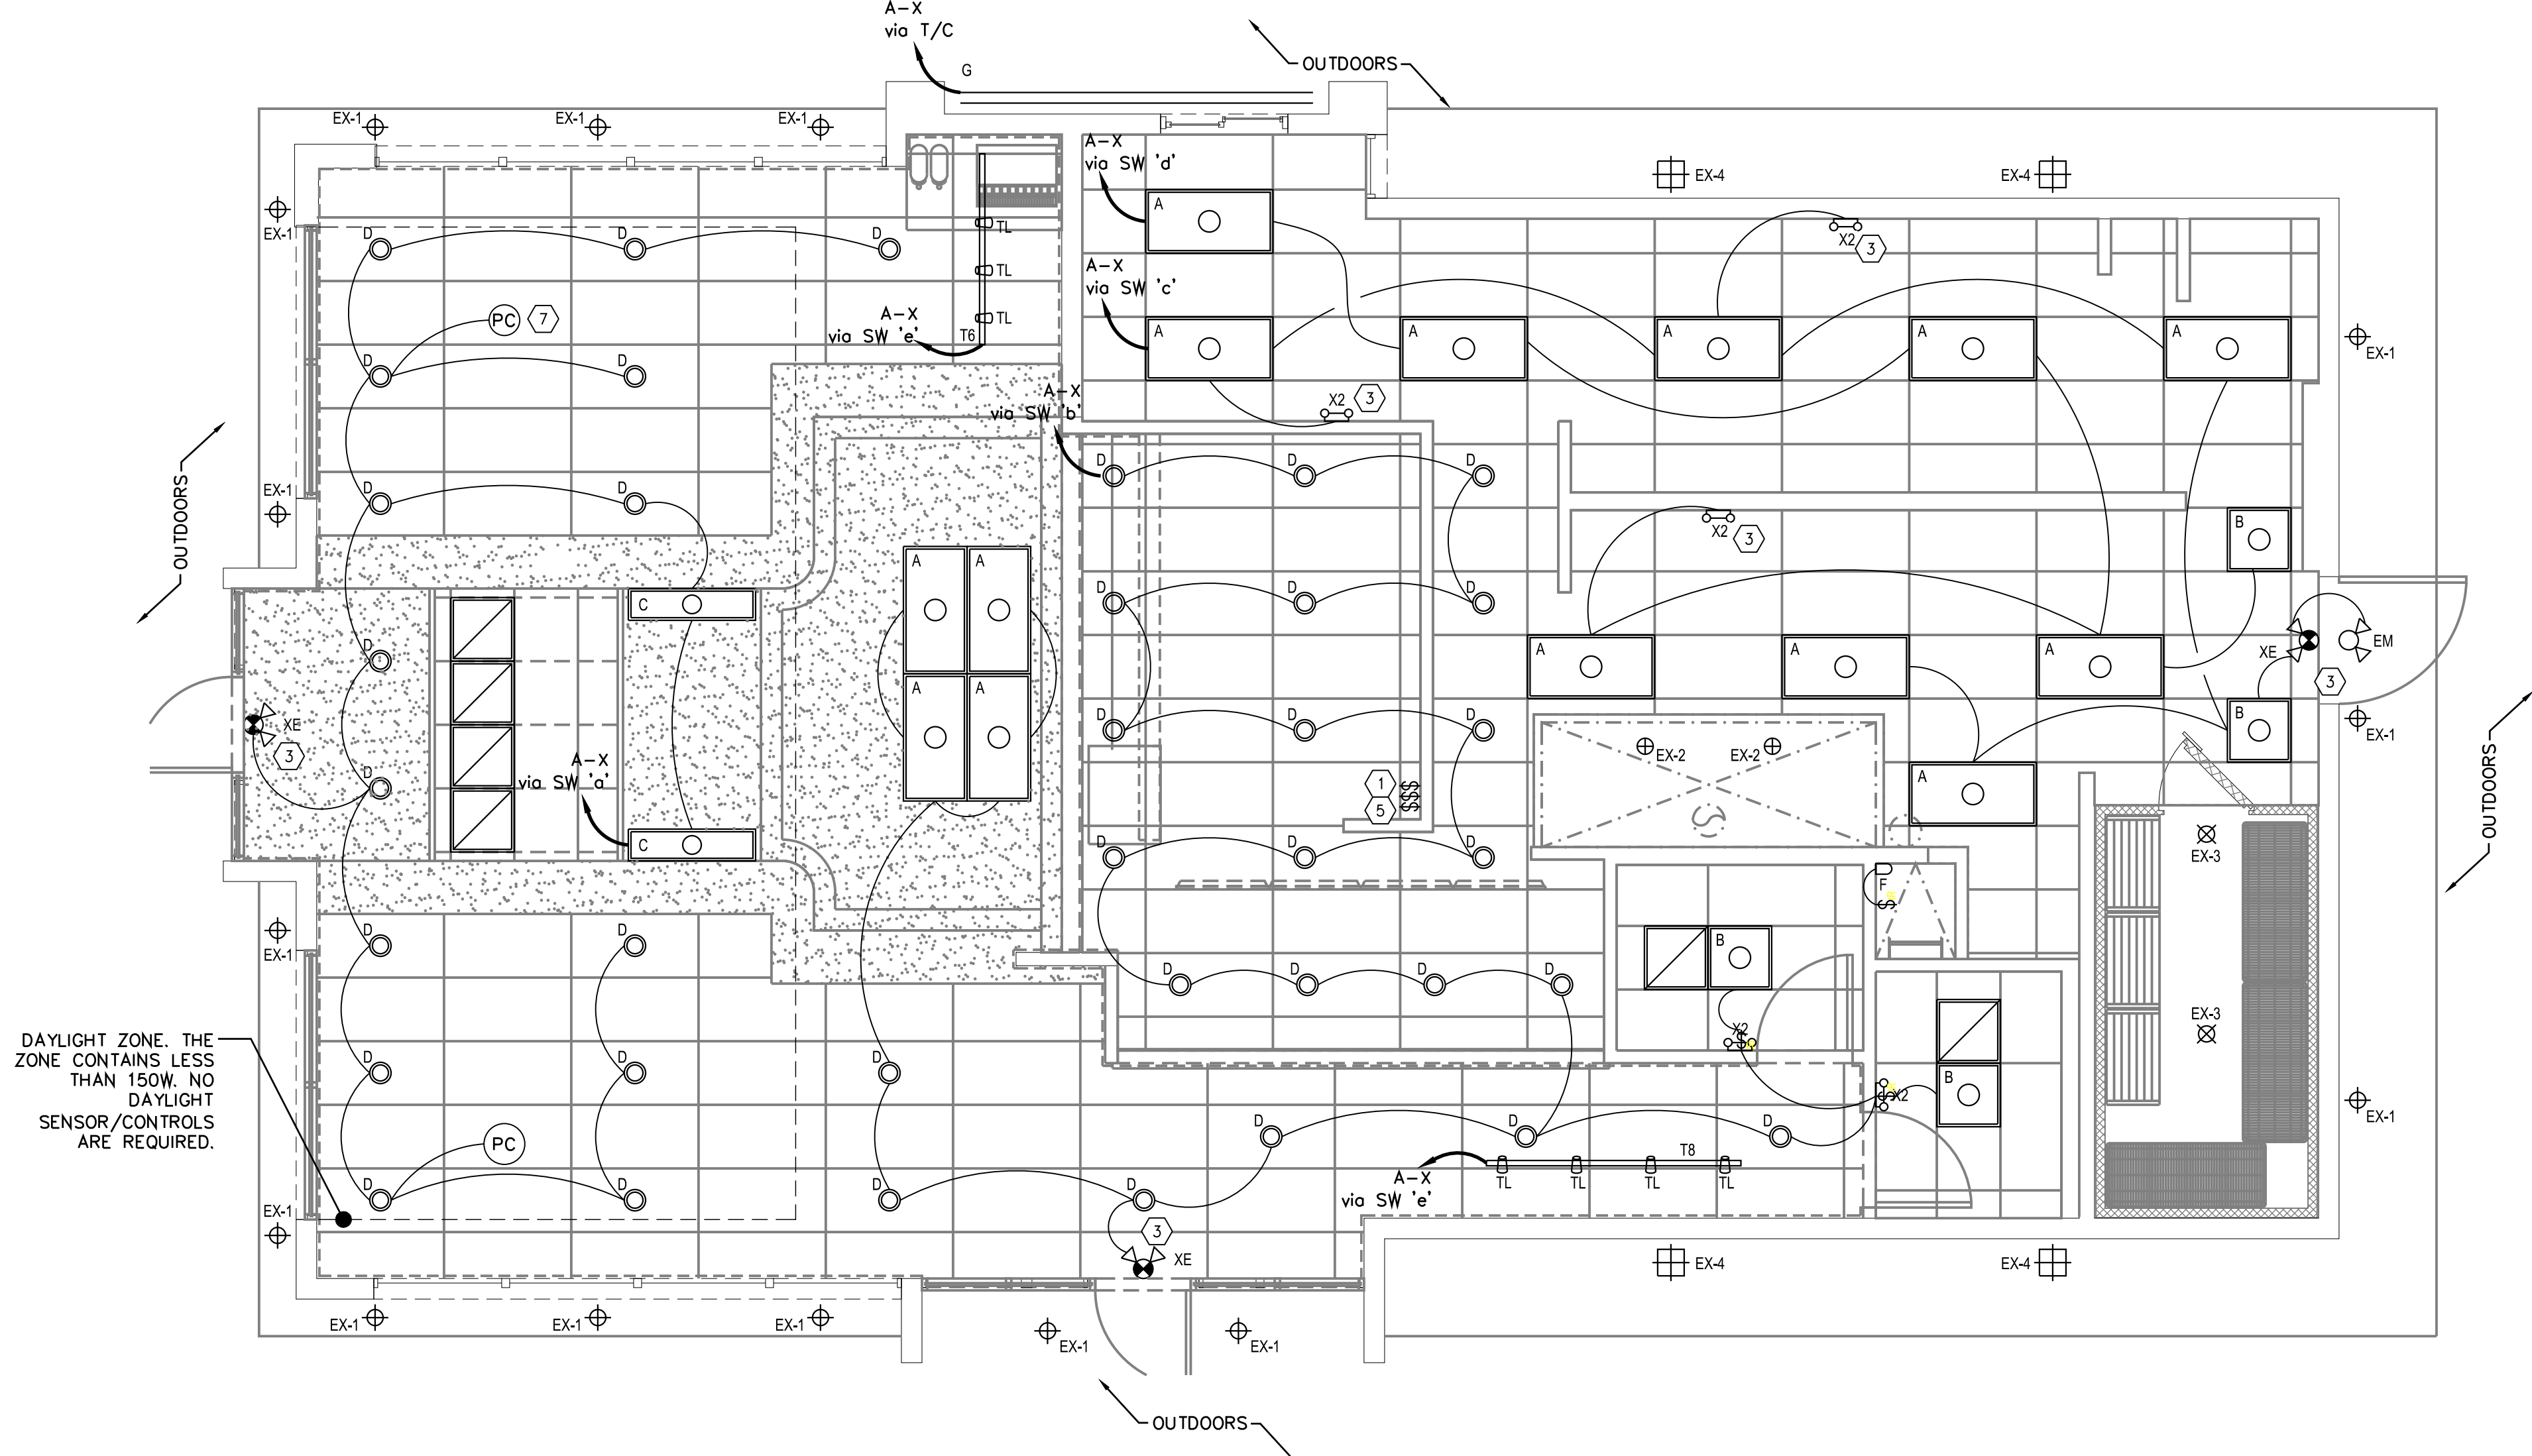 A-X
via T/C
G
OUTDOORS
EX-1
EX-1
EX-1
A-X
via SW 'd'
EX-4
EX-4
A
EX-1
D
D
D
TL
X2
3
A-X
via SW 'c'
TL
PC
7
A-X
via SW 'e'
T6
TL
A
A
A
A
A
EX-1
D
D
A-X
via SW 'b'
X2
3
D
D
D
EX-1
D
D
D
OUTDOORS
X2
3
B
A
A
D
D
D
C
D
A
A
A
XE
EM
3
XE
3
A
A
D
D
D
B
EX-1
OUTDOORS
EX-2
EX-2
A-X
via SW 'a'
D
1
5
A
C
D
D
D
EX-3
F
S
EX-1
D
D
B
D
D
D
D
EX-3
DAYLIGHT ZONE. THE
ZONE CONTAINS LESS
THAN 150W. NO
DAYLIGHT
SENSOR/CONTROLS
ARE REQUIRED.
D
D
D
X2
B
X2
EX-1
PC
D
D
D
T8
A-X
via SW 'e'
TL
TL
TL
TL
D
D
D
D
EX-1
3
XE
EX-4
EX-4
EX-1
EX-1
EX-1
EX-1
EX-1
OUTDOORS